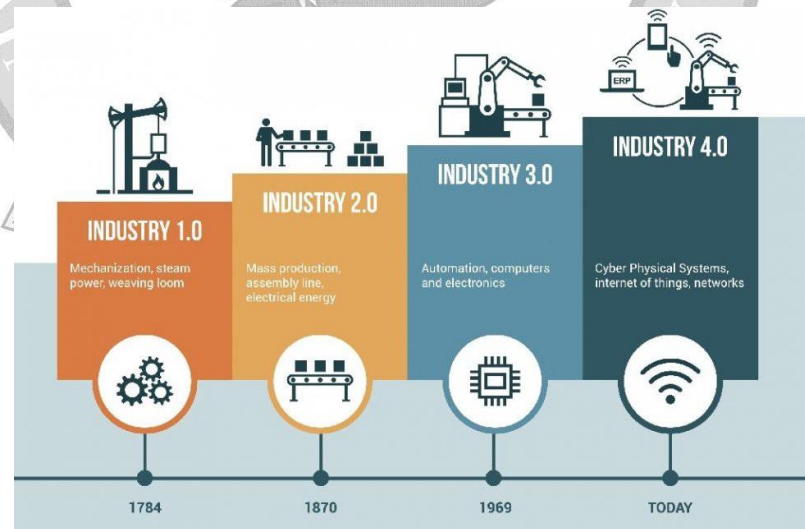 ERP
INDUSTRY 1.0
Mechanization, steam
power, weaving loom
INDUSTRY 2.0
Mass production,
assembly line,
electrical energy
INDUSTRY 3.0
Automation, computers
and electronics
INDUSTRY 4.0
Cyber Physical Systems,
internet of things, networks
1784
1870
1969
TODAY